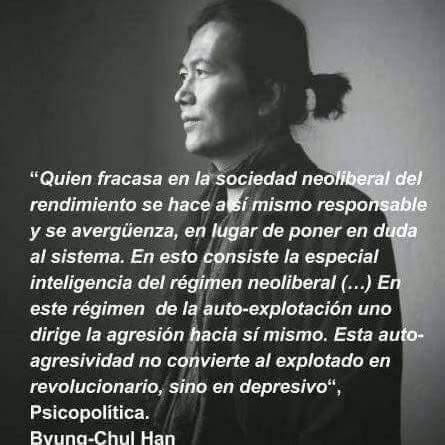 “Quien fracasa en la sociedad neoliberal del
rendimiento se hace a sí mismo responsable
y se avergüenza, en lugar de poner en duda
al sistema. En esto consiste la especial
inteligencia del régimen neoliberal (…) En
este régimen de la auto-explotación uno
dirige la agresión hacia sí mismo. Esta auto-
agresividad no convierte al explotado en
revolucionario, sino en depresivo“,
Psicopolítica.
Byung-Chul Han